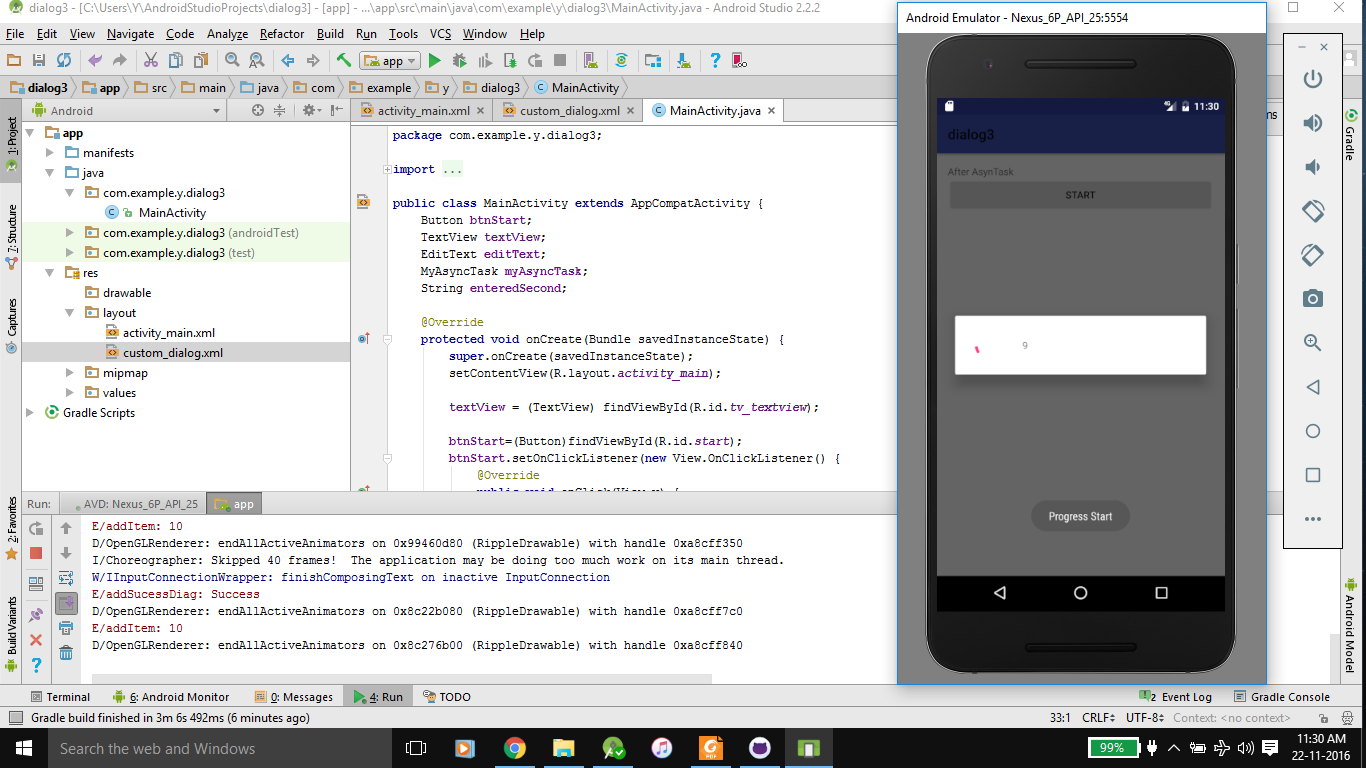 dialog3 - [C:\Users\Y\AndroidStudioProjects\dialog3] - [app] - ...\app\src\main\java\com\example\y\dialog3\MainActivity.java - Android Studio 2.2.2
File Edit View Navigate Code Analyze Refactor Build Run Tools VCS Window Help
app
dialog3 app src main java com example y dialog3 MainActivity
Android
activity_main.xml custom_dialog.xml MainActivity.java
1: Project
7: Structure
Captures
2: Favorites
Build Variants
app
manifests
java
com.example.y.dialog3
MainActivity
com.example.y.dialog3 (androidTest)
com.example.y.dialog3 (test)
res
drawable
layout
activity_main.xml
custom_dialog.xml
mipmap
values
Gradle Scripts
package com.example.y.dialog3;
import ...
public class MainActivity extends AppCompatActivity {
Button btnStart;
TextView textView;
EditText editText;
MyAsyncTask myAsyncTask;
String enteredSecond;
@Override
protected void onCreate(Bundle savedInstanceState) {
super.onCreate(savedInstanceState);
setContentView(R.layout.activity_main);
textView = (TextView) findViewById(R.id.tv_textview);
btnStart=(Button)findViewById(R.id.start);
btnStart.setOnClickListener(new View.OnClickListener() {
@Override
public void onClick(View v) {
Android Emulator - Nexus_6P_API_25:5554
4G 11:30
dialog3
After AsynTask
START
9
Progress Start
ns
Gradle
Android Model
Run: AVD: Nexus_6P_API_25 app
E/addItem: 10
D/OpenGLRenderer: endAllActiveAnimators on 0x99460d80 (RippleDrawable) with handle 0xa8cff350
I/Choreographer: Skipped 40 frames! The application may be doing too much work on its main thread.
W/IInputConnectionWrapper: finishComposingText on inactive InputConnection
E/addSucessDiag: Success
D/OpenGLRenderer: endAllActiveAnimators on 0x8c22b080 (RippleDrawable) with handle 0xa8cff7c0
E/addItem: 10
D/OpenGLRenderer: endAllActiveAnimators on 0x8c276b00 (RippleDrawable) with handle 0xa8cff840
Terminal 6: Android Monitor 0: Messages 4: Run TODO 2 Event Log Gradle Console
Gradle build finished in 3m 6s 492ms (6 minutes ago) 33:1 CRLF UTF-8 Context: <no context>
Search the web and Windows
PDF
99%
11:30 AM
22-11-2016